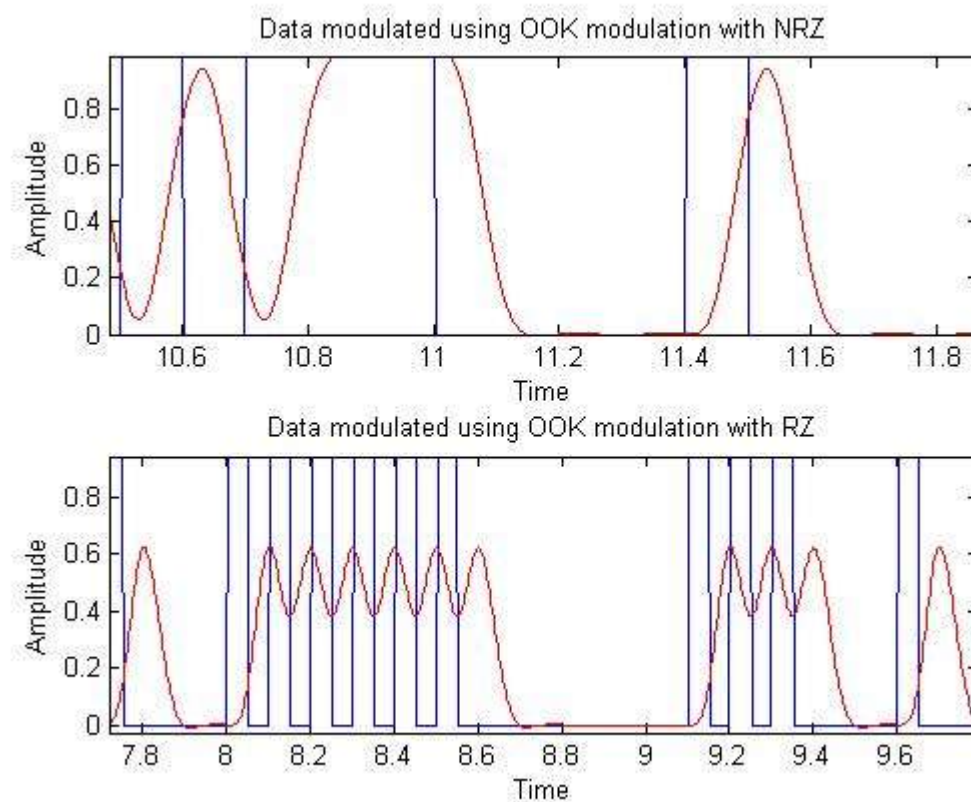 Data modulated using OOK modulation with NRZ
Amplitude
0.8
0.6
0.4
0.2
0
10.6 10.8 11 11.2 11.4 11.6 11.8
Time
Data modulated using OOK modulation with RZ
Amplitude
0.8
0.6
0.4
0.2
0
7.8 8 8.2 8.4 8.6 8.8 9 9.2 9.4 9.6
Time